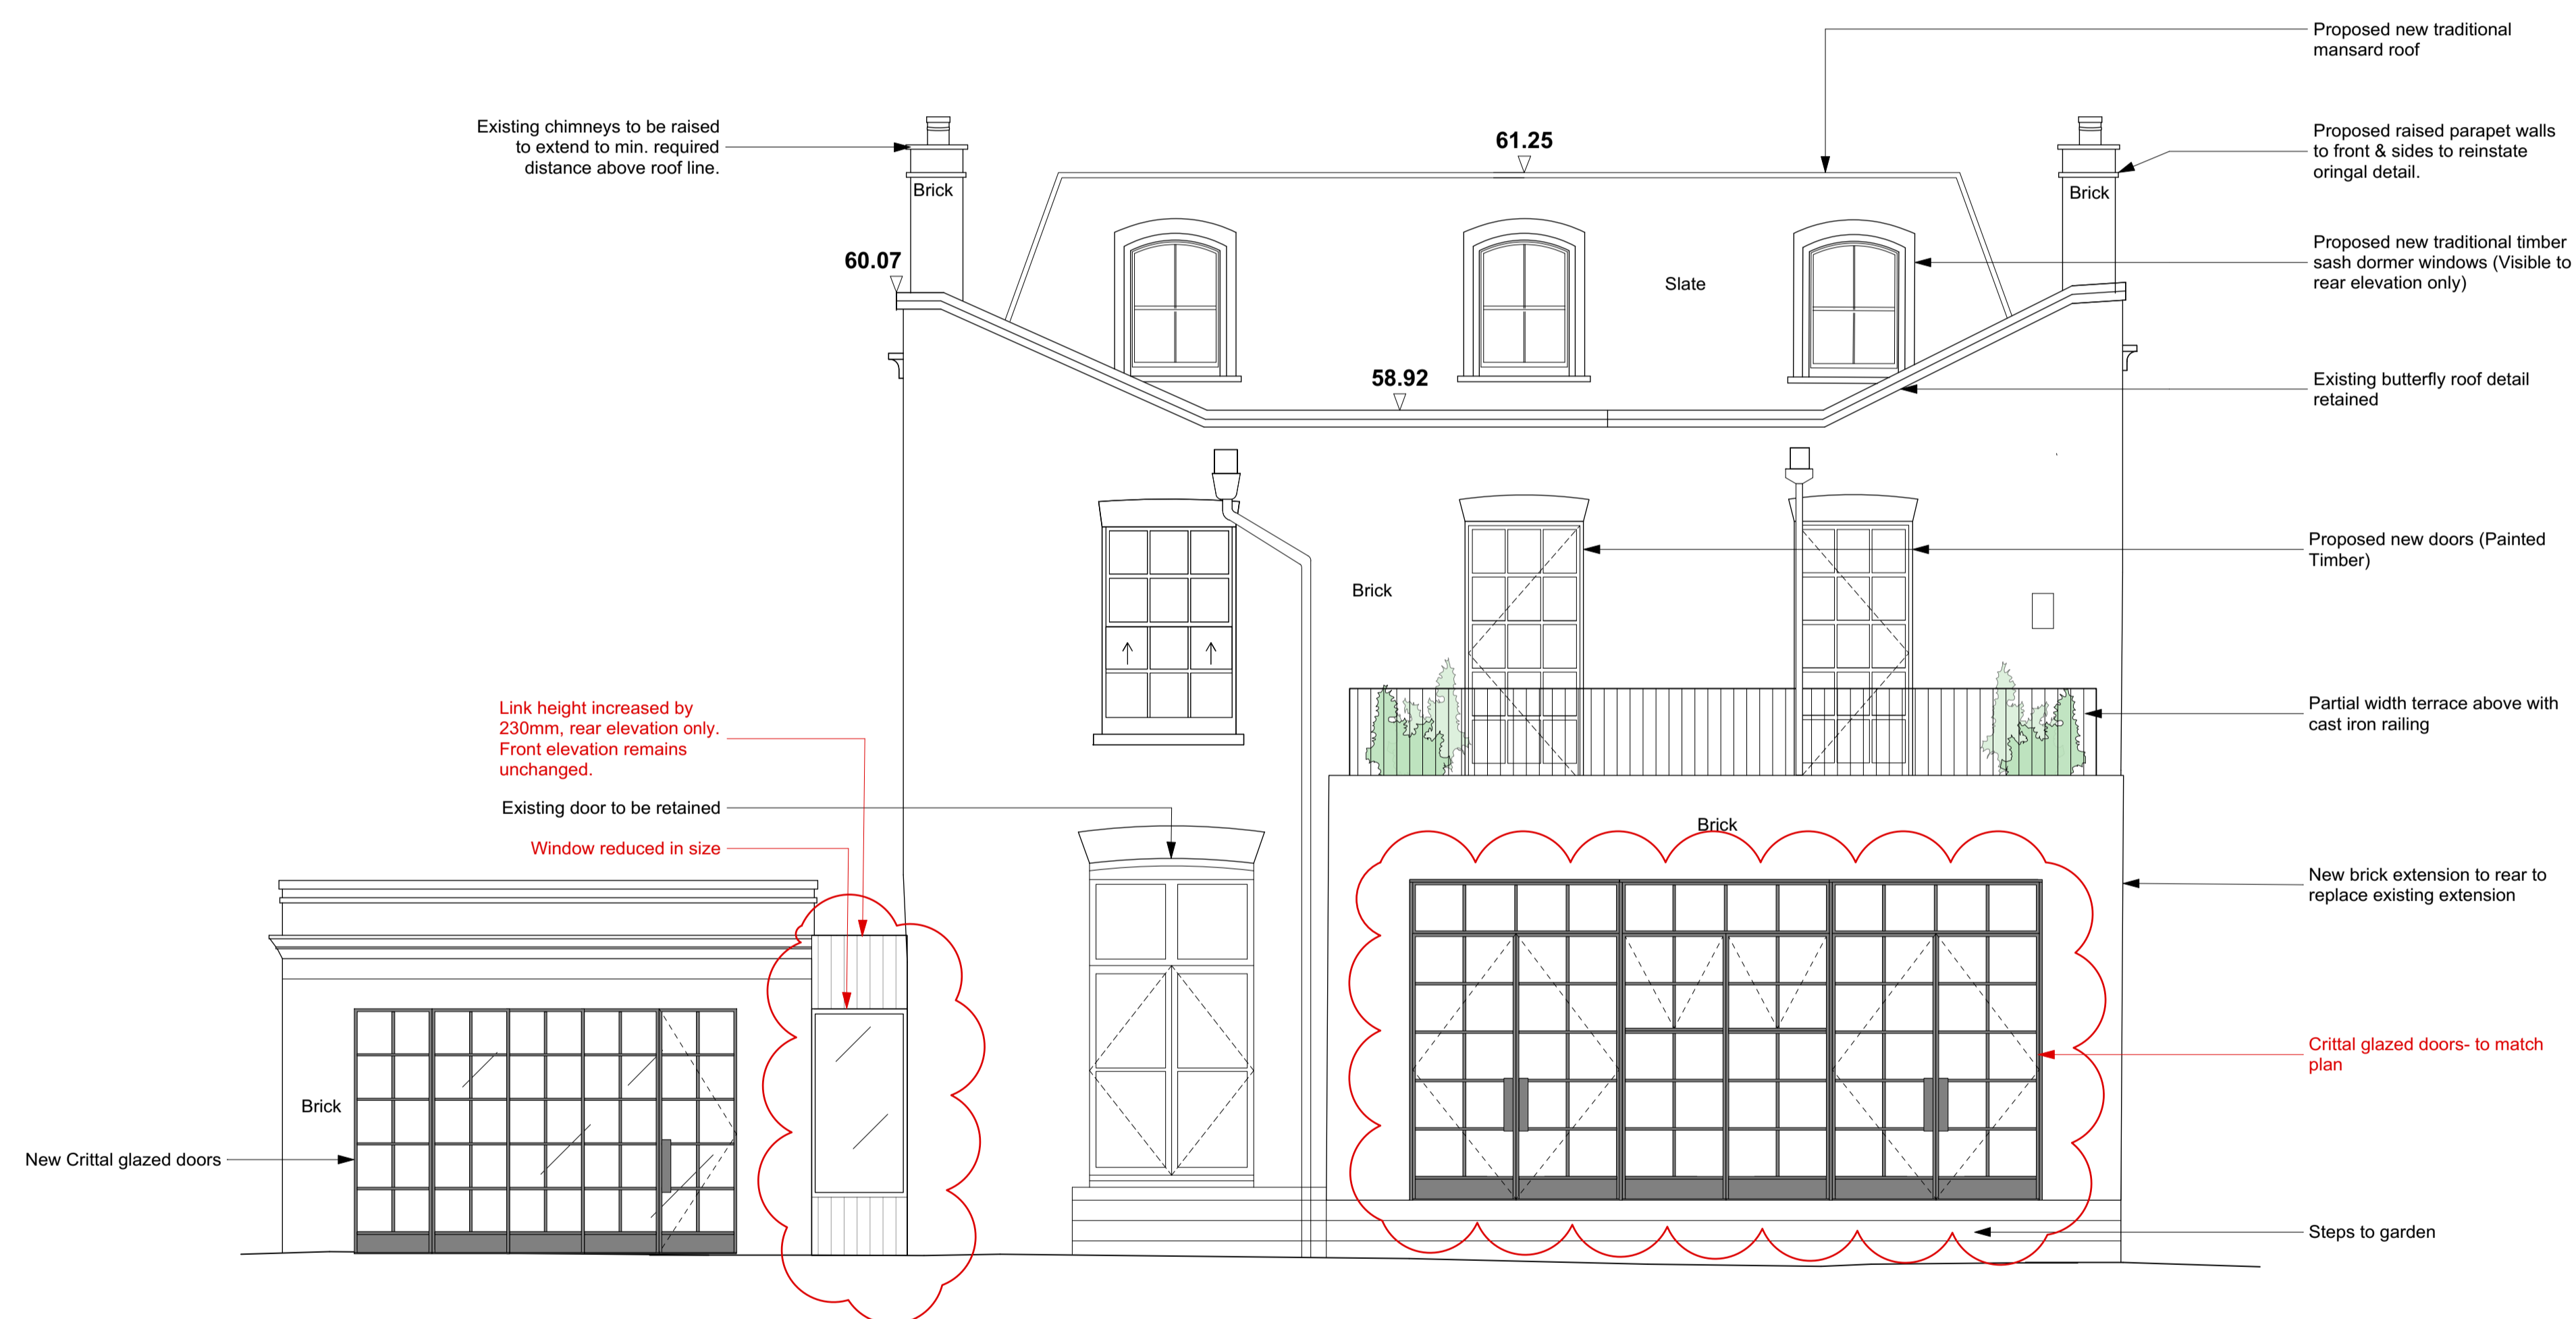 Proposed new traditional
mansard roof
Existing chimneys to be raised
to extend to min. required
distance above roof line.
61.25
Proposed raised parapet walls
to front & sides to reinstate
oringal detail.
Brick
Brick
60.07
Proposed new traditional timber
sash dormer windows (Visible to
rear elevation only)
Slate
58.92
Existing butterfly roof detail
retained
Proposed new doors (Painted
Timber)
Brick
Link height increased by
230mm, rear elevation only.
Front elevation remains
unchanged.
Partial width terrace above with
cast iron railing
Existing door to be retained
Window reduced in size
Brick
New brick extension to rear to
replace existing extension
Crittal glazed doors- to match
plan
Brick
New Crittal glazed doors
Steps to garden